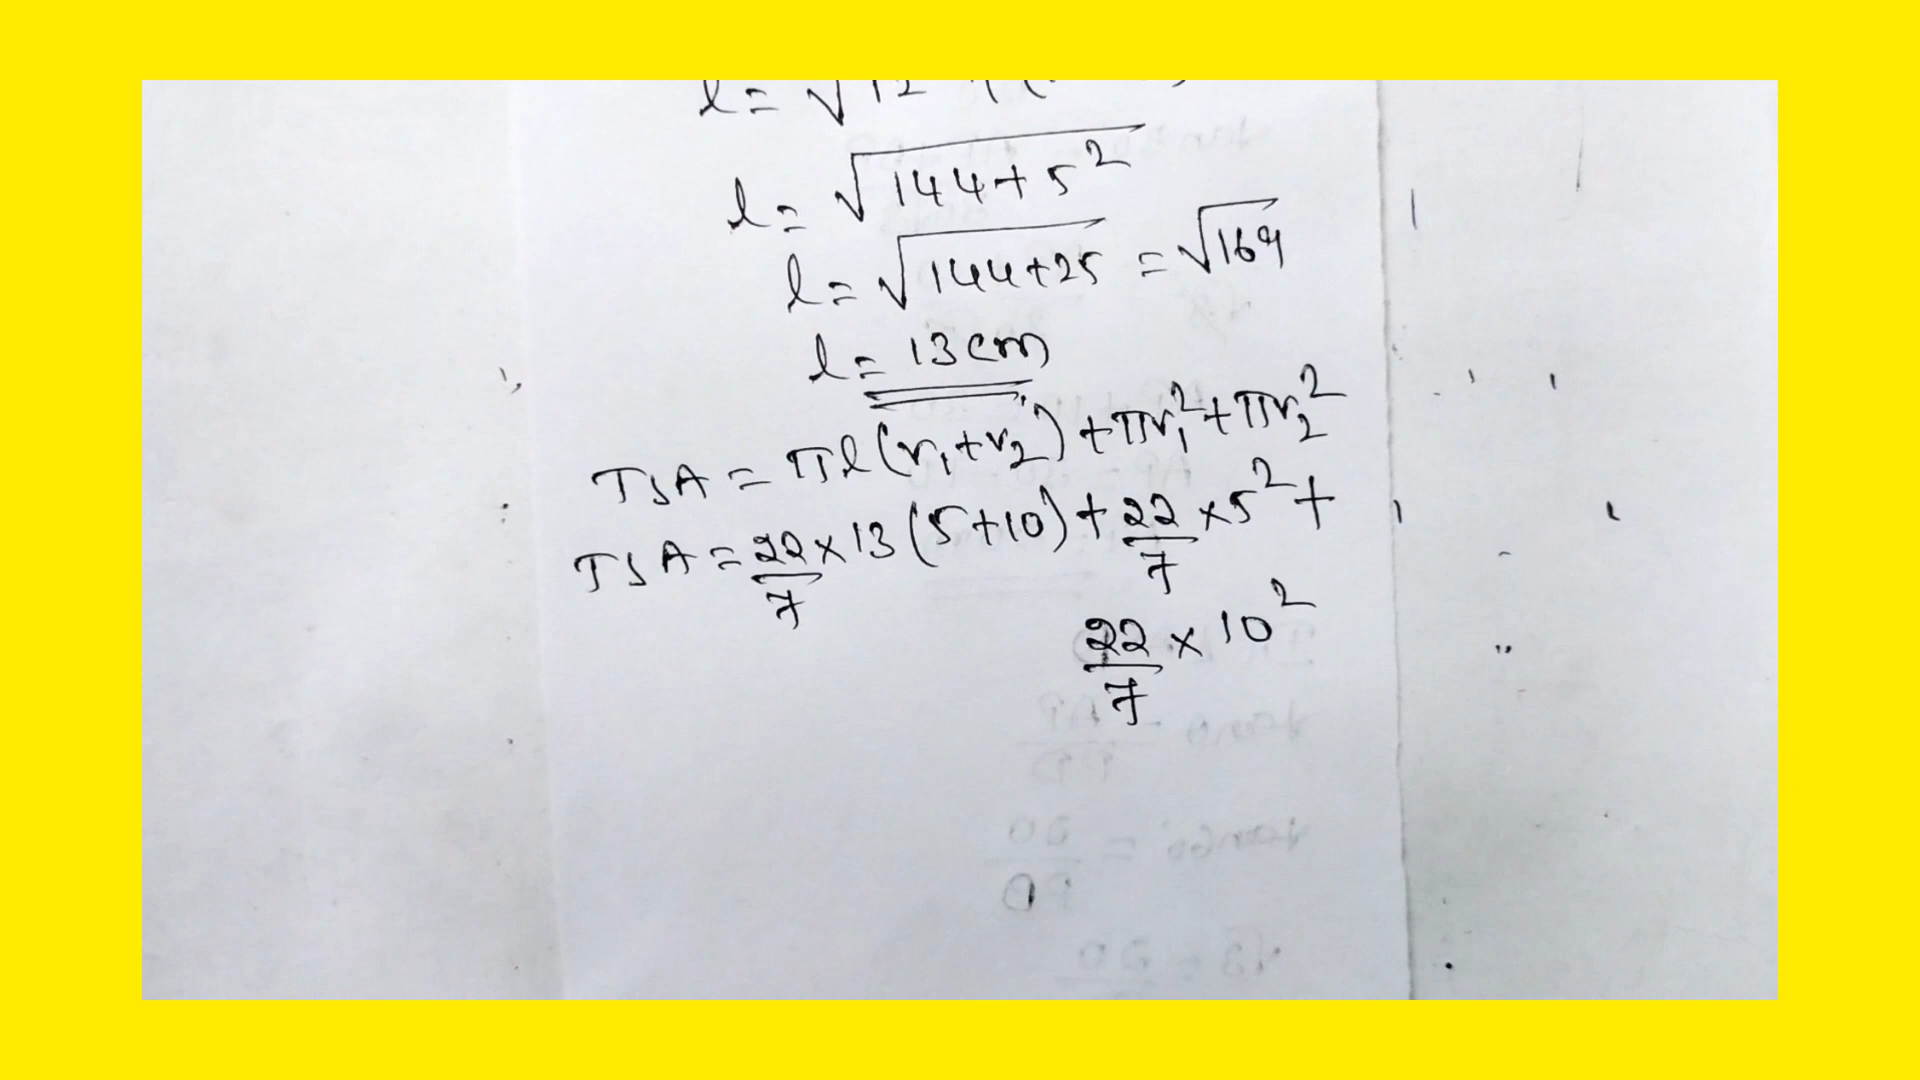 l = √12
l = √144+5²
l = √144+25 = √169
l = 13cm
TSA = πl(r₁+r₂)+πr₁²+πr₂²
TSA = 22/7 × 13 (5+10) + 22/7 × 5² +
22/7 × 10²